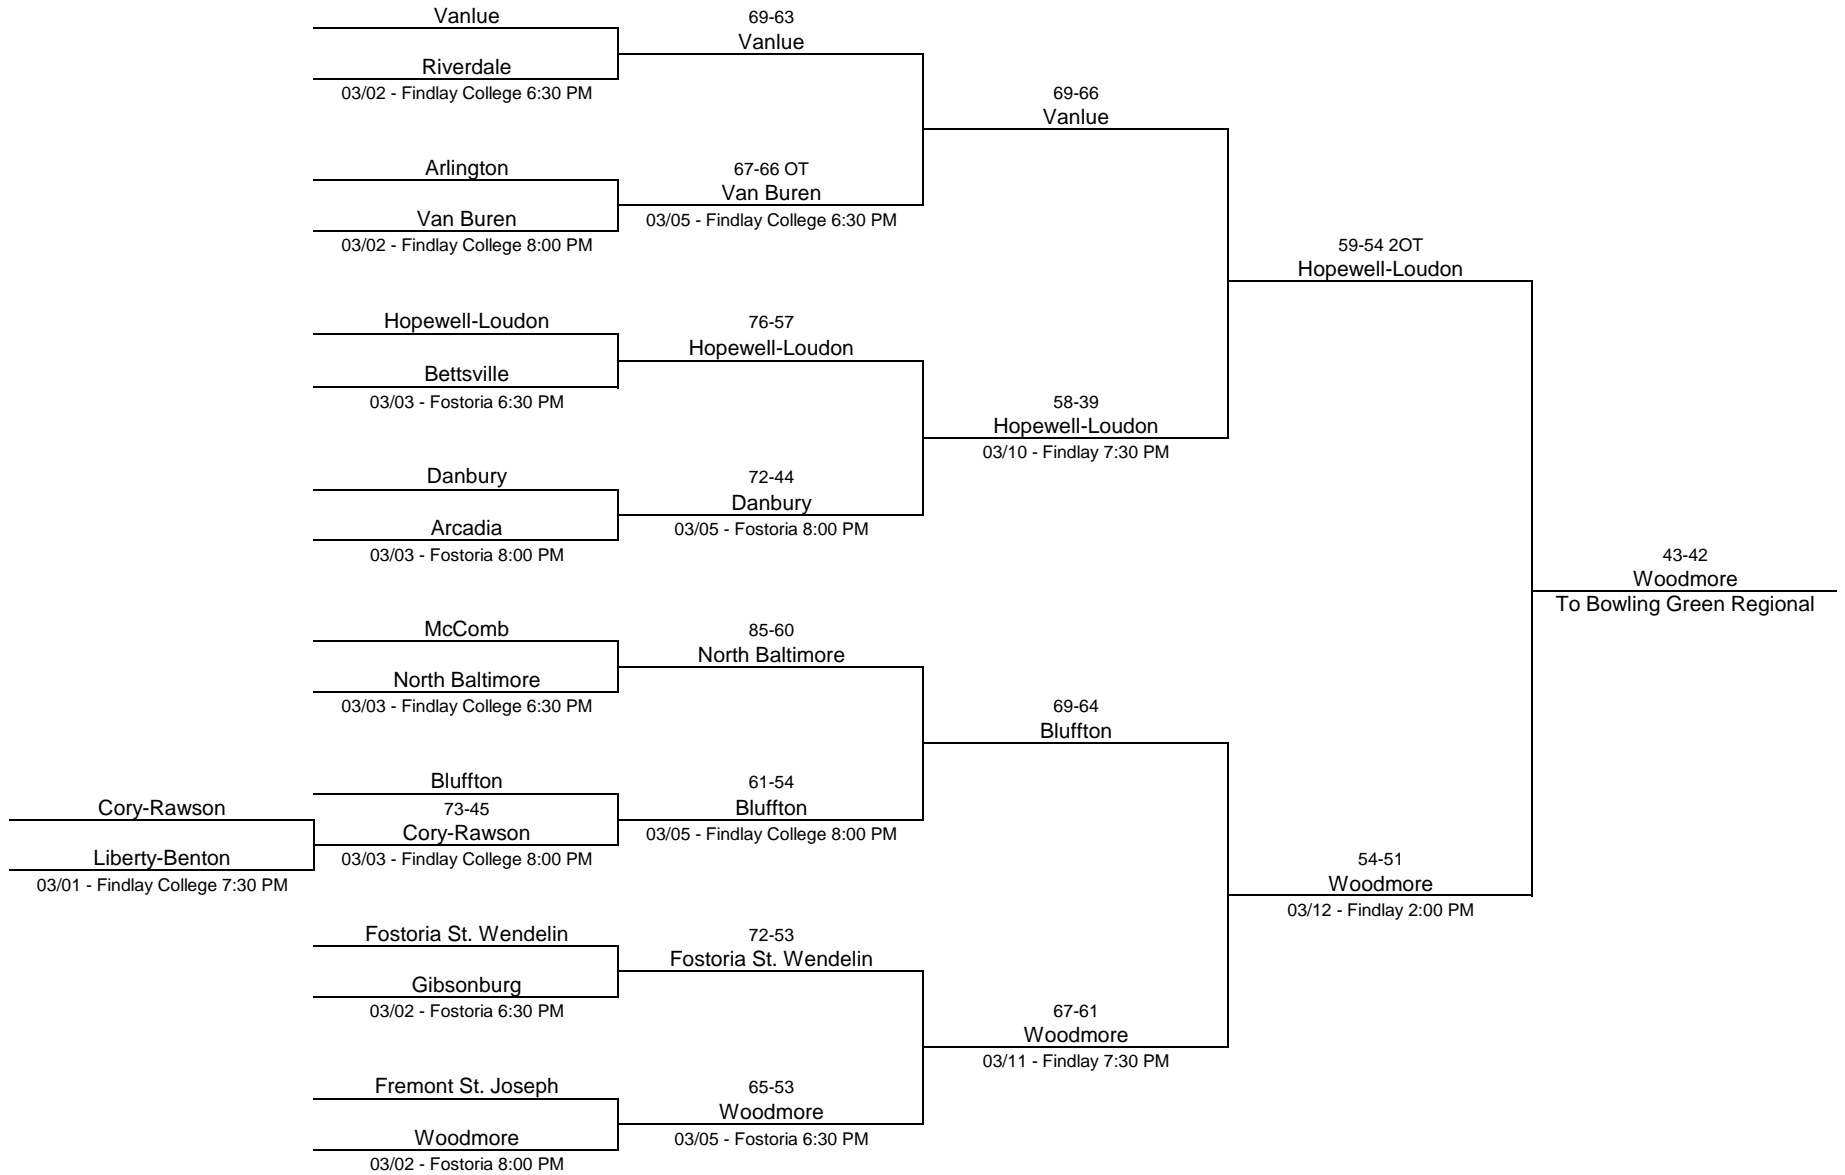 Vanlue
69-63
Vanlue
Riverdale
03/02 - Findlay College 6:30 PM
69-66
Vanlue
Arlington
67-66 OT
Van Buren
Van Buren
03/05 - Findlay College 6:30 PM
03/02 - Findlay College 8:00 PM
59-54 2OT
Hopewell-Loudon
Hopewell-Loudon
76-57
Hopewell-Loudon
Bettsville
03/03 - Fostoria 6:30 PM
58-39
Hopewell-Loudon
03/10 - Findlay 7:30 PM
Danbury
72-44
Danbury
Arcadia
03/05 - Fostoria 8:00 PM
03/03 - Fostoria 8:00 PM
43-42
Woodmore
To Bowling Green Regional
McComb
85-60
North Baltimore
North Baltimore
03/03 - Findlay College 6:30 PM
69-64
Bluffton
Bluffton
61-54
Cory-Rawson
73-45
Bluffton
Cory-Rawson
03/05 - Findlay College 8:00 PM
Liberty-Benton
03/03 - Findlay College 8:00 PM
03/01 - Findlay College 7:30 PM
54-51
Woodmore
03/12 - Findlay 2:00 PM
Fostoria St. Wendelin
72-53
Fostoria St. Wendelin
Gibsonburg
03/02 - Fostoria 6:30 PM
67-61
Woodmore
03/11 - Findlay 7:30 PM
Fremont St. Joseph
65-53
Woodmore
Woodmore
03/05 - Fostoria 6:30 PM
03/02 - Fostoria 8:00 PM